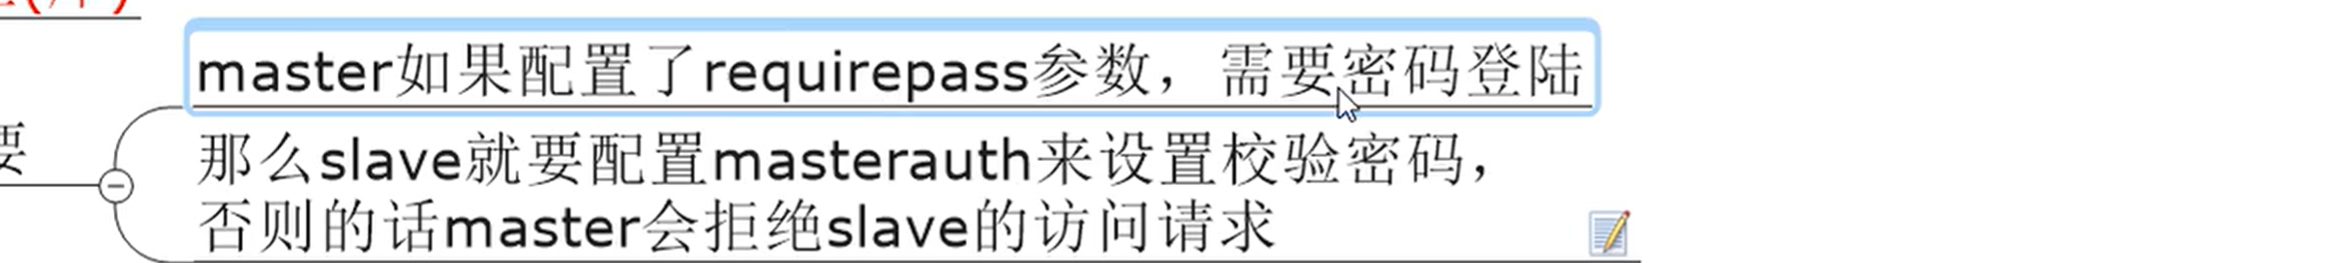 master如果配置了requirepass参数，需要密码登陆
要
那么slave就要配置masterauth来设置校验密码，
否则的话master会拒绝slave的访问请求